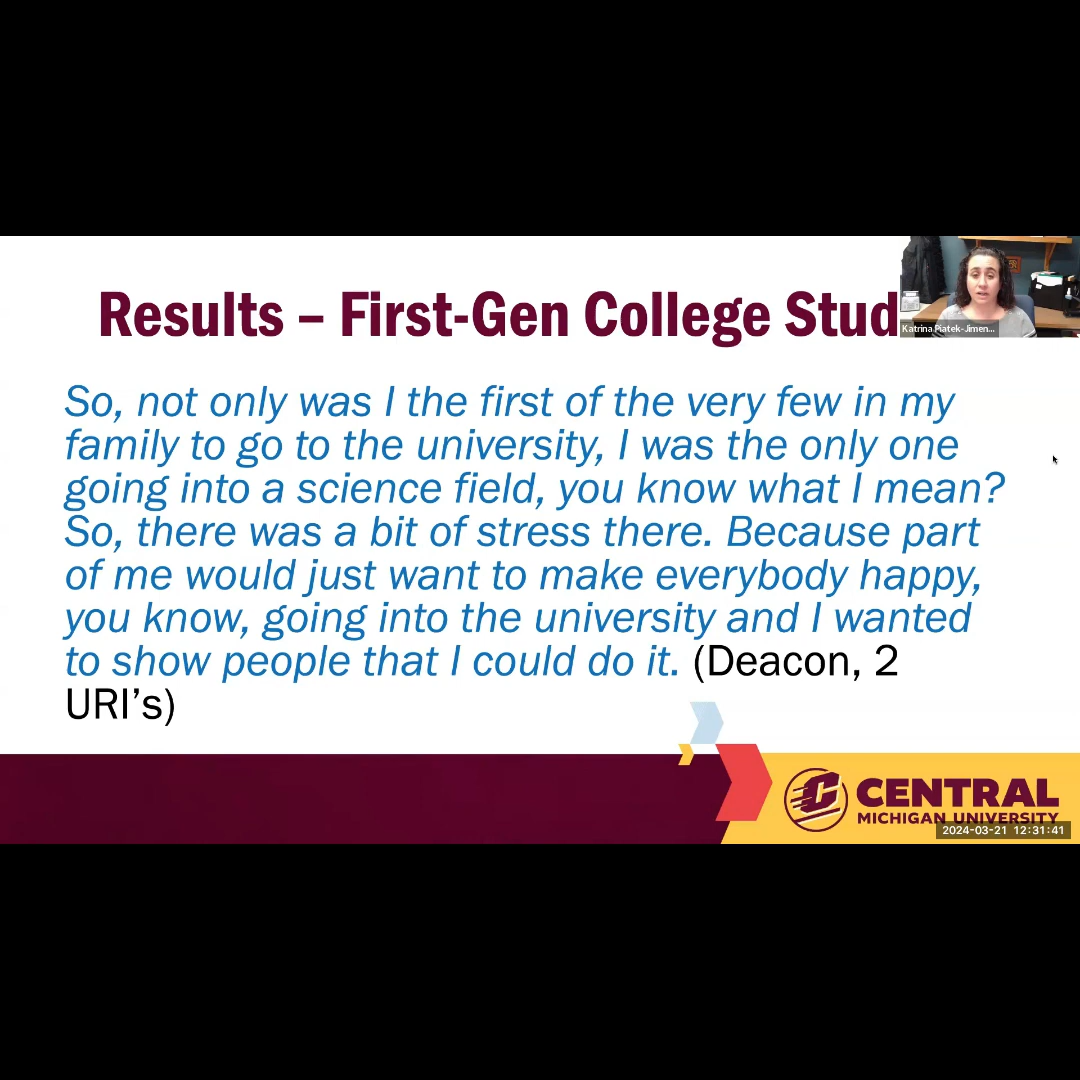 Results – First-Gen College Stud
Katrina Piatek-Jimen...
So, not only was I the first of the very few in my
family to go to the university, I was the only one
going into a science field, you know what I mean?
So, there was a bit of stress there. Because part
of me would just want to make everybody happy,
you know, going into the university and I wanted
to show people that I could do it. (Deacon, 2
URI's)
CENTRAL
MICHIGAN UNIVERSITY
2024-03-21 12:31:41